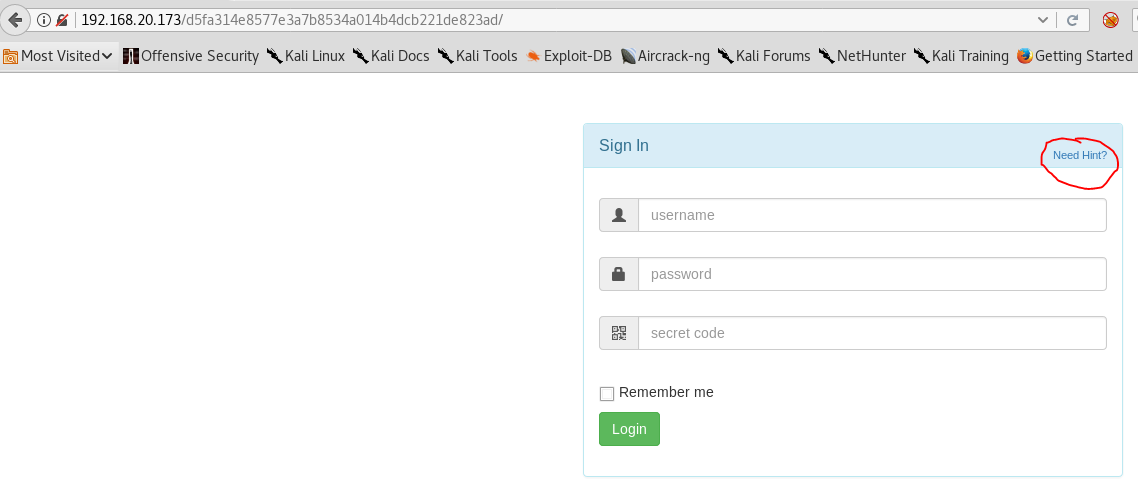 192.168.20.173/d5fa314e8577e3a7b8534a014b4dcb221de823ad/
Most Visited Offensive Security Kali Linux Kali Docs Kali Tools Exploit-DB Aircrack-ng Kali Forums NetHunter Kali Training Getting Started
Sign In Need Hint?
username
password
secret code
Remember me
Login